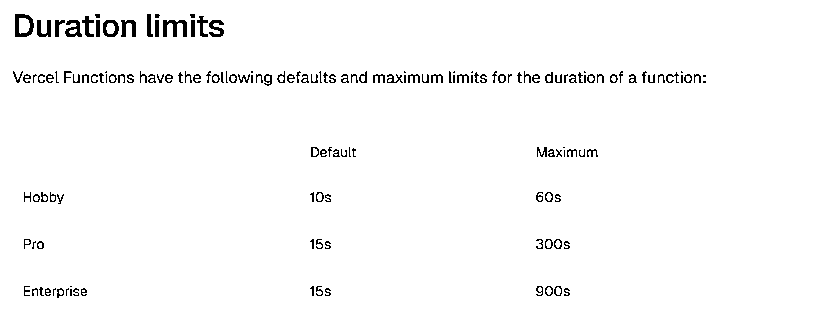 Duration limits
Vercel Functions have the following defaults and maximum limits for the duration of a function:
Default Maximum
Hobby 10s 60s
Pro 15s 300s
Enterprise 15s 900s